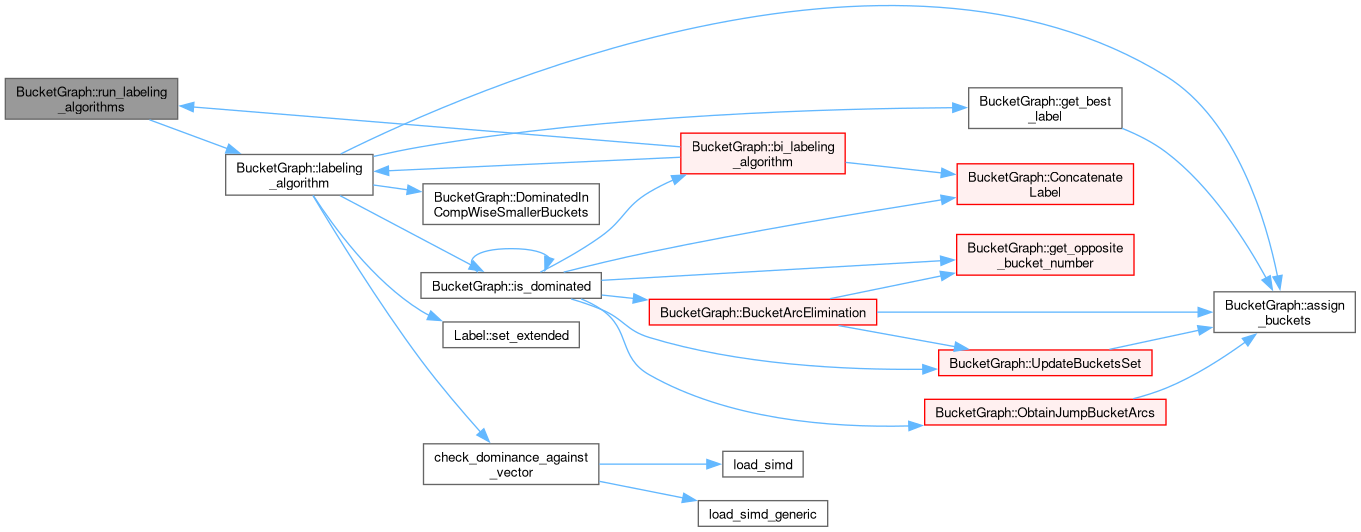 BucketGraph::run_labeling
_algorithms
BucketGraph::labeling
_algorithm
BucketGraph::get_best
_label
BucketGraph::bi_labeling
_algorithm
BucketGraph::DominatedIn
CompWiseSmallerBuckets
BucketGraph::Concatenate
Label
BucketGraph::get_opposite
_bucket_number
BucketGraph::is_dominated
BucketGraph::BucketArcElimination
BucketGraph::assign
_buckets
Label::set_extended
BucketGraph::UpdateBucketsSet
BucketGraph::ObtainJumpBucketArcs
check_dominance_against
_vector
load_simd
load_simd_generic